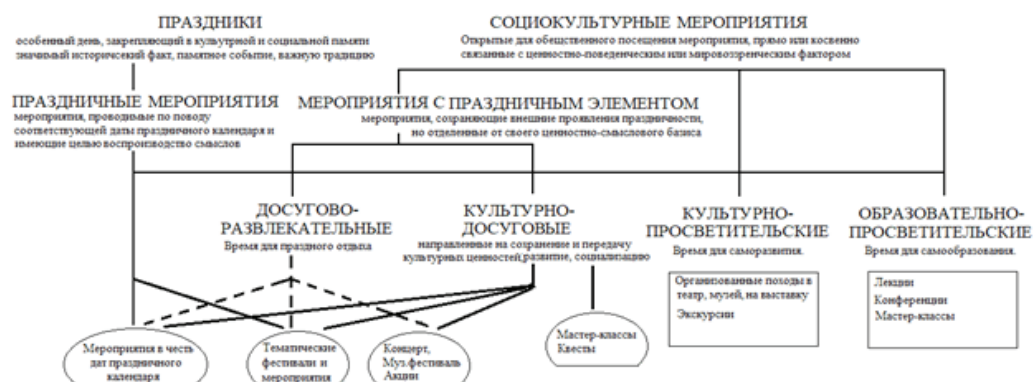 ПРАЗДНИКИ
особенный день, закрепляющий в культурной и социальной памяти
значимый исторический факт, памятное событие, важную традицию
СОЦИОКУЛЬТУРНЫЕ МЕРОПРИЯТИЯ
Открытые для общественного посещения мероприятия, прямо или косвенно
связанные с ценностно-поведенческим или мировоззренческим фактором
ПРАЗДНИЧНЫЕ МЕРОПРИЯТИЯ
мероприятия, проводимые по поводу
соответствующей даты праздничного календаря и
имеющие целью воспроизводство смыслов
МЕРОПРИЯТИЯ С ПРАЗДНИЧНЫМ ЭЛЕМЕНТОМ
мероприятия, сохраняющие внешние проявления праздничности,
но отделенные от своего ценностно-смыслового базиса
ДОСУГОВО-
РАЗВЛЕКАТЕЛЬНЫЕ
Время для праздного отдыха
КУЛЬТУРНО-
ДОСУГОВЫЕ
направленные на сохранение и передачу
культурных ценностей, развитие, социализацию
КУЛЬТУРНО-
ПРОСВЕТИТЕЛЬСКИЕ
Время для саморазвития.
ОБРАЗОВАТЕЛЬНО-
ПРОСВЕТИТЕЛЬСКИЕ
Время для самообразования.
Мероприятия в честь
дат праздничного
календаря
Тематические
фестивали и
мероприятия
Концерт,
Муз.фестиваль
Акции
Мастер-классы
Квесты
Организованные походы в
театр, музей, на выставку
Экскурсии
Лекции
Конференции
Мастер-классы